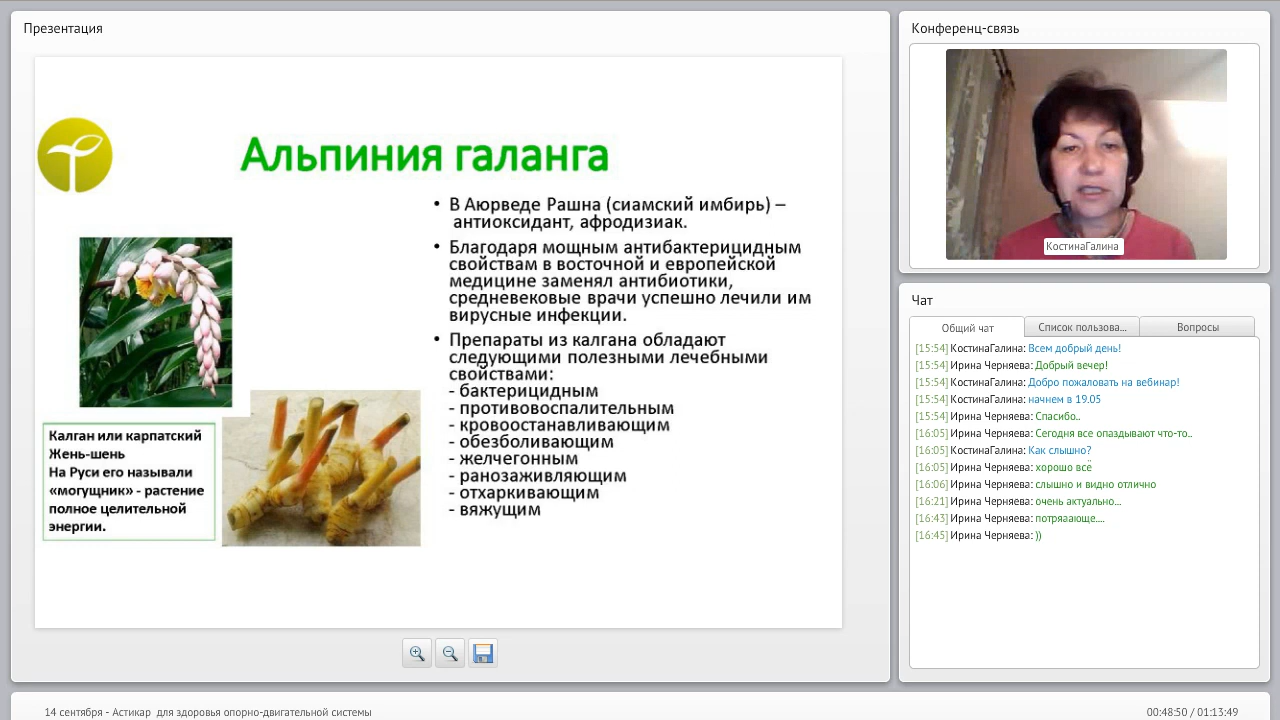 Презентация
Альпиния галанга
• В Аюрведе Рашна (сиамский имбирь) –
антиоксидант, афродизиак.
• Благодаря мощным антибактерицидным
свойствам в восточной и европейской
медицине заменял антибиотики,
средневековые врачи успешно лечили им
вирусные инфекции.
• Препараты из калгана обладают
следующими полезными лечебными
свойствами:
- бактерицидным
- противовоспалительным
- кровоостанавливающим
- обезболивающим
- желчегонным
- ранозаживляющим
- отхаркивающим
- вяжущим
Калган или карпатский
Жень-шень
На Руси его называли
«могущник» - растение
полное целительной
энергии.
Конференц-связь
КостинаГалина
Чат
Общий чат
Список пользова...
Вопросы
[15:54] КостинаГалина: Всем добрый день!
[15:54] Ирина Черняева: Добрый вечер!
[15:54] КостинаГалина: Добро пожаловать на вебинар!
[15:54] КостинаГалина: начнем в 19.05
[15:54] Ирина Черняева: Спасибо..
[16:05] Ирина Черняева: Сегодня все опаздывают что-то..
[16:05] КостинаГалина: Как слышно?
[16:05] Ирина Черняева: хорошо всё
[16:06] Ирина Черняева: слышно и видно отлично
[16:21] Ирина Черняева: очень актуально...
[16:43] Ирина Черняева: потряаающе....
[16:45] Ирина Черняева: ))
14 сентября - Астикар для здоровья опорно-двигательной системы
00:48:50 / 01:13:49